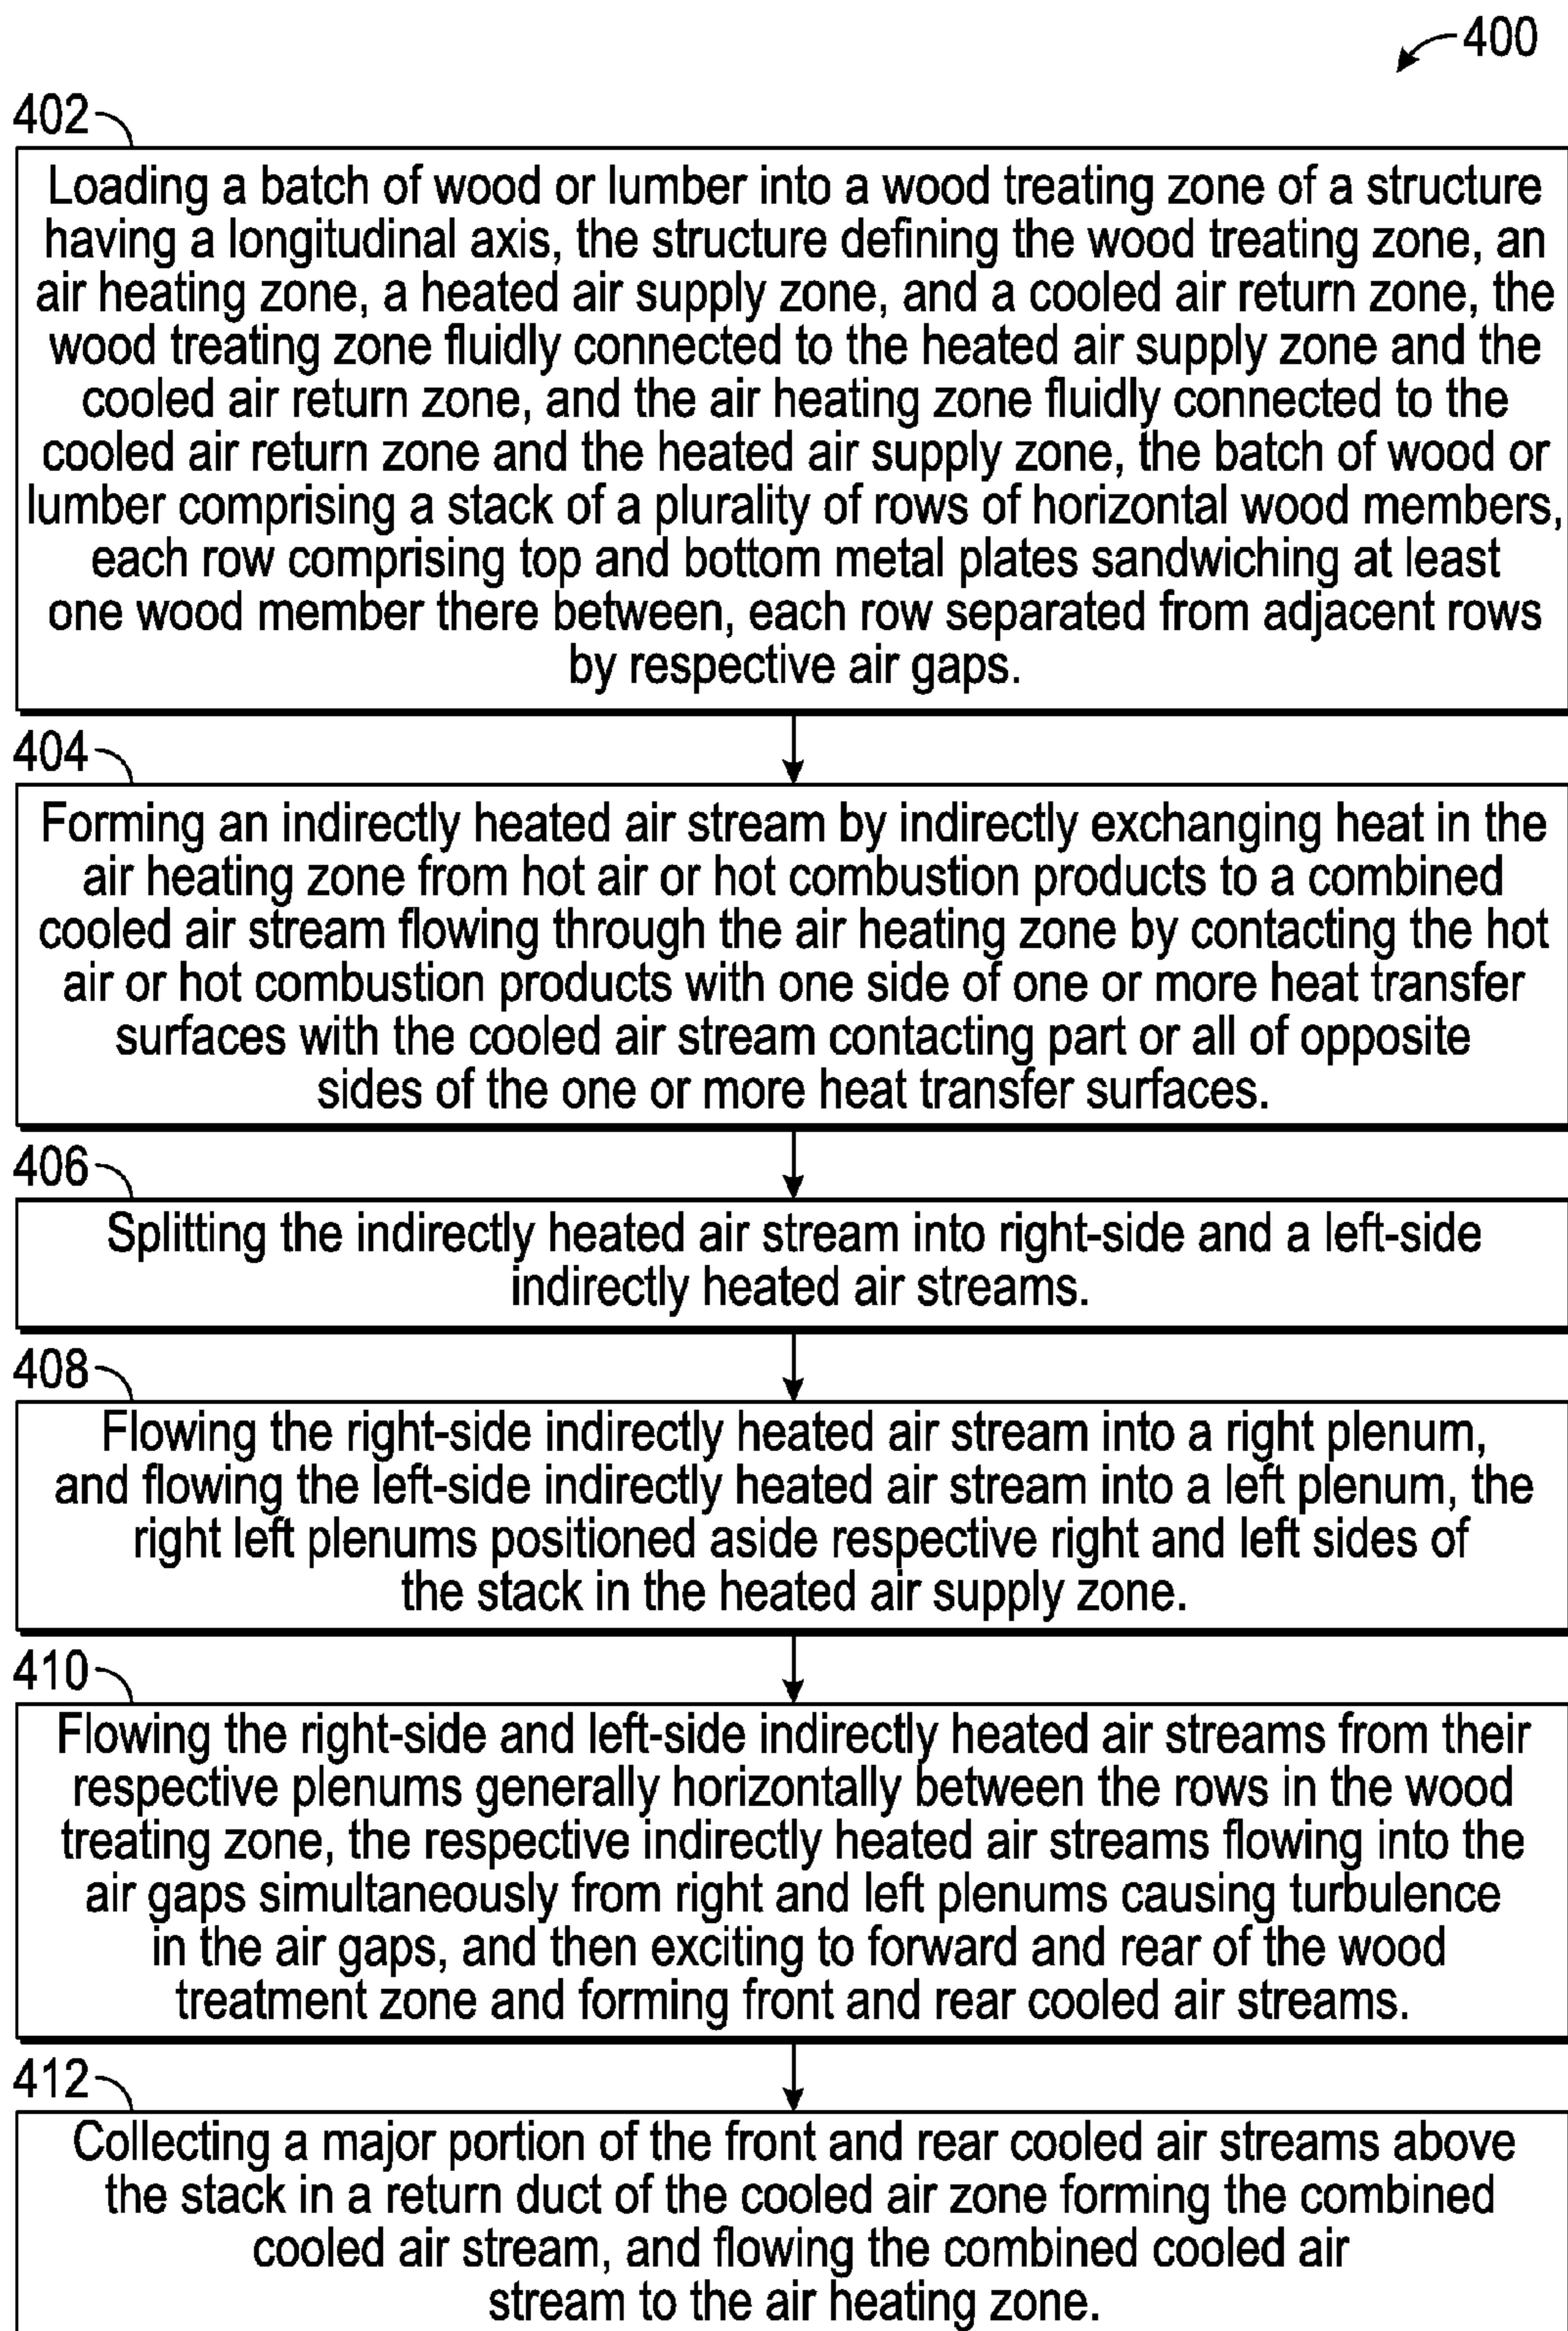 400
402
Loading a batch of wood or lumber into a wood treating zone of a structure
having a longitudinal axis, the structure defining the wood treating zone, an
air heating zone, a heated air supply zone, and a cooled air return zone, the
wood treating zone fluidly connected to the heated air supply zone and the
cooled air return zone, and the air heating zone fluidly connected to the
cooled air return zone and the heated air supply zone, the batch of wood or
lumber comprising a stack of a plurality of rows of horizontal wood members,
each row comprising top and bottom metal plates sandwiching at least
one wood member there between, each row separated from adjacent rows
by respective air gaps.
404
Forming an indirectly heated air stream by indirectly exchanging heat in the
air heating zone from hot air or hot combustion products to a combined
cooled air stream flowing through the air heating zone by contacting the hot
air or hot combustion products with one side of one or more heat transfer
surfaces with the cooled air stream contacting part or all of opposite
sides of the one or more heat transfer surfaces.
406
Splitting the indirectly heated air stream into right-side and a left-side
indirectly heated air streams.
408
Flowing the right-side indirectly heated air stream into a right plenum,
and flowing the left-side indirectly heated air stream into a left plenum, the
right left plenums positioned aside respective right and left sides of
the stack in the heated air supply zone.
410
Flowing the right-side and left-side indirectly heated air streams from their
respective plenums generally horizontally between the rows in the wood
treating zone, the respective indirectly heated air streams flowing into the
air gaps simultaneously from right and left plenums causing turbulence
in the air gaps, and then exciting to forward and rear of the wood
treatment zone and forming front and rear cooled air streams.
412
Collecting a major portion of the front and rear cooled air streams above
the stack in a return duct of the cooled air zone forming the combined
cooled air stream, and flowing the combined cooled air
stream to the air heating zone.